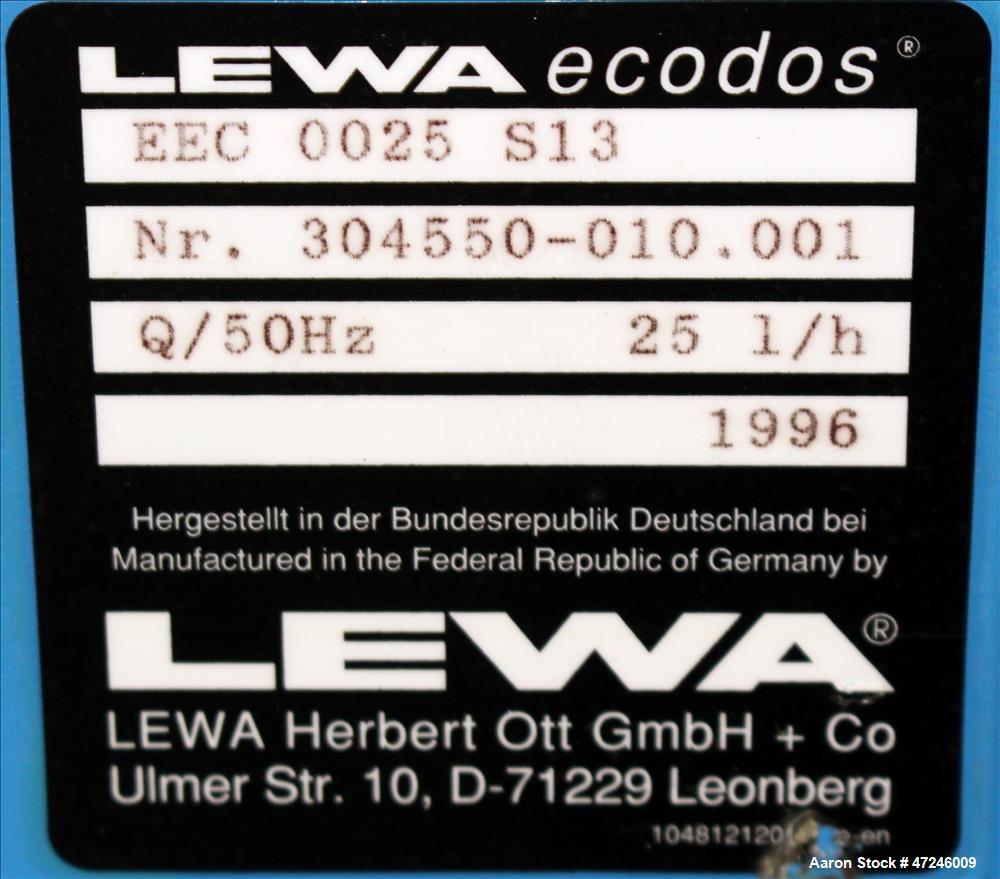 LEWA ecodos®
EEC 0025 S13
Nr. 304550-010.001
Q/50Hz 25 l/h
1996
Hergestellt in der Bundesrepublik Deutschland bei
Manufactured in the Federal Republic of Germany by
LEWA®
LEWA Herbert Ott GmbH + Co
Ulmer Str. 10, D-71229 Leonberg
Aaron Stock # 47246009